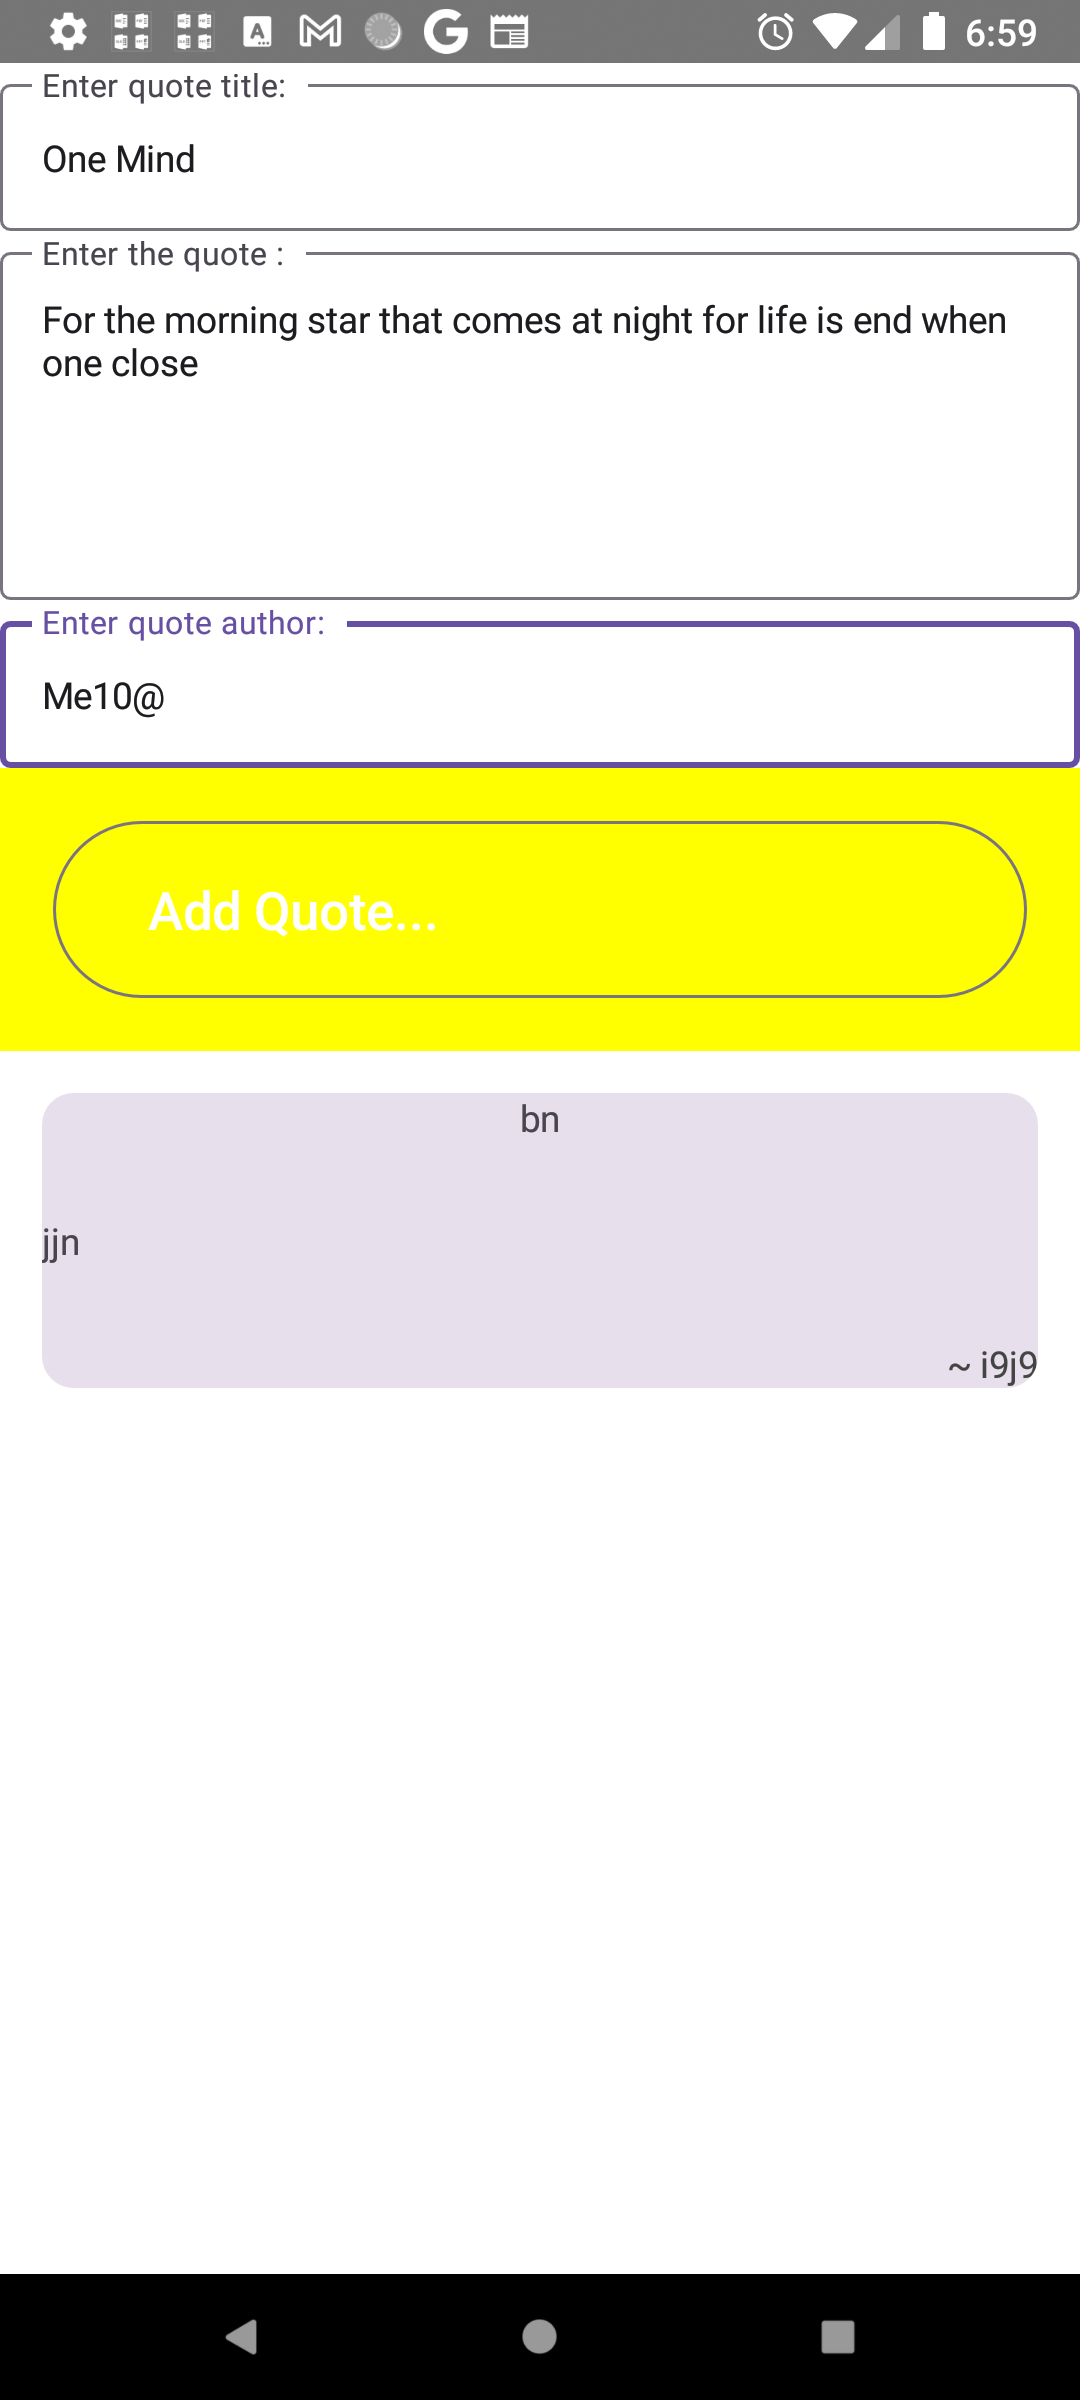 6:59
Enter quote title:
One Mind
Enter the quote :
For the morning star that comes at night for life is end when
one close
Enter quote author:
Me10@
Add Quote...
bn
jjn
~ i9j9